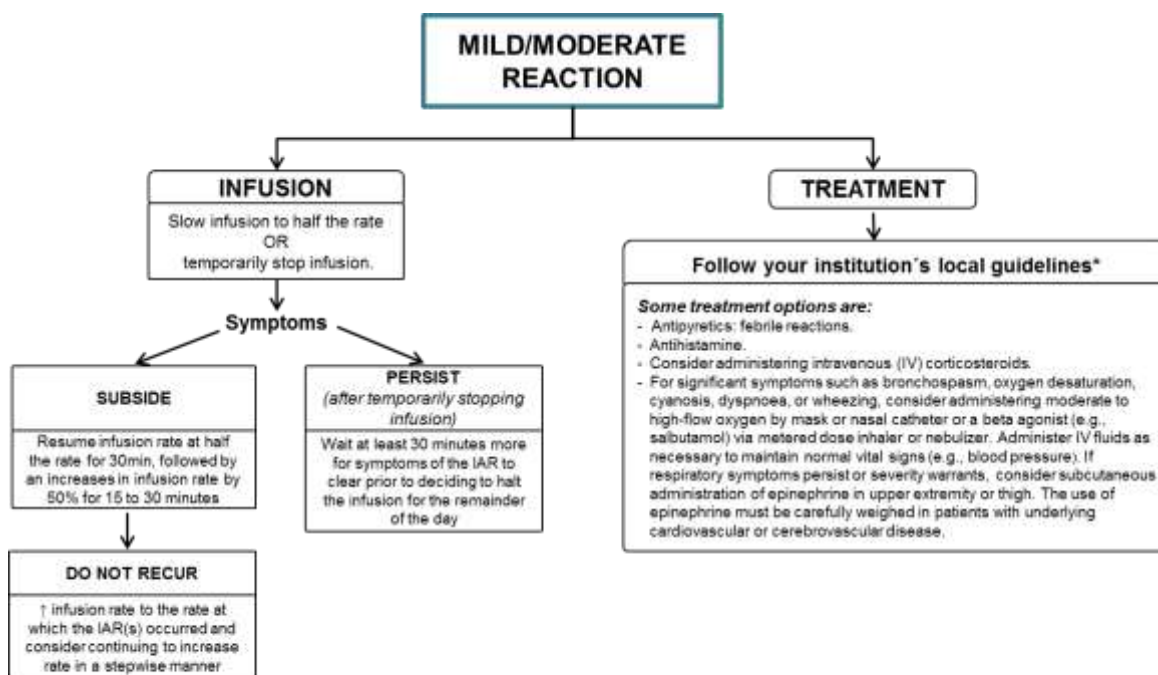 MILD/MODERATE
REACTION
INFUSION
Slow infusion to half the rate
OR
temporarily stop infusion.
Symptoms
SUBSIDE
Resume infusion rate at half
the rate for 30min, followed by
an increases in infusion rate by
50% for 15 to 30 minutes
PERSIST
(after temporarily stopping
infusion)
Wait at least 30 minutes more
for symptoms of the IAR to
clear prior to deciding to halt
the infusion for the remainder
of the day
DO NOT RECUR
↑ infusion rate to the rate at
which the IAR(s) occurred and
consider continuing to increase
rate in a stepwise manner
TREATMENT
Follow your institution´s local guidelines*
Some treatment options are:
- Antipyretics: febrile reactions.
- Antihistamine.
- Consider administering intravenous (IV) corticosteroids.
- For significant symptoms such as bronchospasm, oxygen desaturation,
cyanosis, dyspnoea, or wheezing, consider administering moderate to
high-flow oxygen by mask or nasal catheter or a beta agonist (e.g.,
salbutamol) via metered dose inhaler or nebulizer. Administer IV fluids as
necessary to maintain normal vital signs (e.g., blood pressure). If
respiratory symptoms persist or severity warrants, consider subcutaneous
administration of epinephrine in upper extremity or thigh. The use of
epinephrine must be carefully weighed in patients with underlying
cardiovascular or cerebrovascular disease.